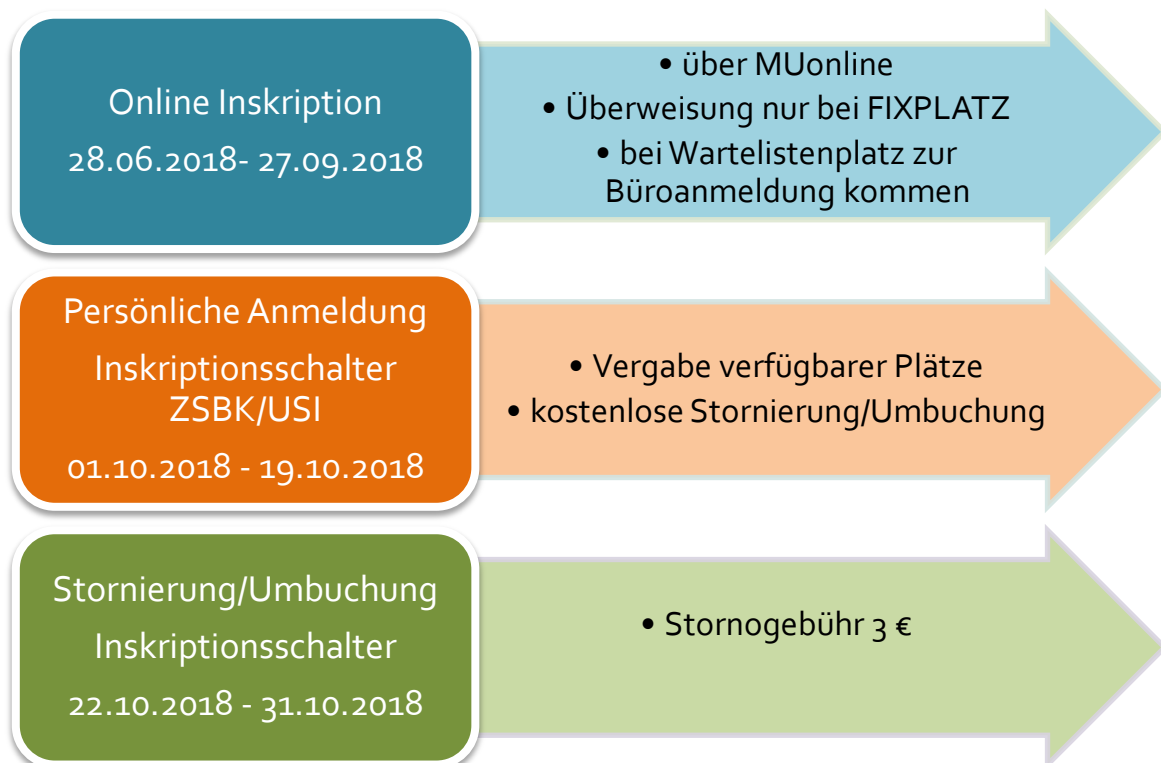 Online Inskription
28.06.2018- 27.09.2018
• über MUonline
• Überweisung nur bei FIXPLATZ
• bei Wartelistenplatz zur
Büroanmeldung kommen
Persönliche Anmeldung
Inskriptionsschalter
ZSBK/USI
01.10.2018 - 19.10.2018
• Vergabe verfügbarer Plätze
• kostenlose Stornierung/Umbuchung
Stornierung/Umbuchung
Inskriptionsschalter
22.10.2018 - 31.10.2018
• Stornogebühr 3 €